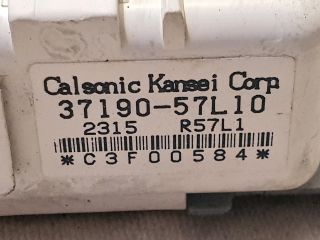 Calsonic Kansei Corp.
37190-57L10
2315 R57L1
*C3F00584*